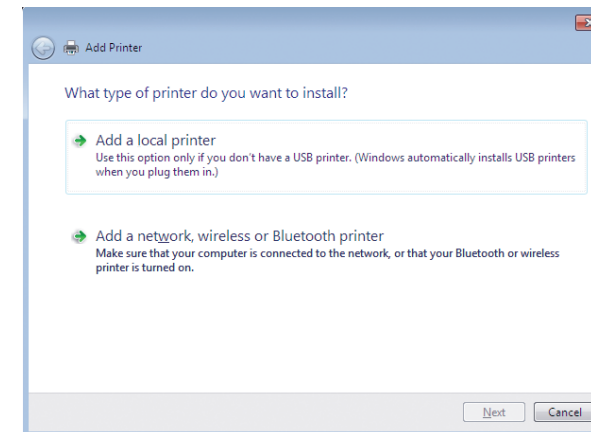 Add Printer
What type of printer do you want to install?
Add a local printer
Use this option only if you don't have a USB printer. (Windows automatically installs USB printers
when you plug them in.)
Add a network, wireless or Bluetooth printer
Make sure that your computer is connected to the network, or that your Bluetooth or wireless
printer is turned on.
Next Cancel